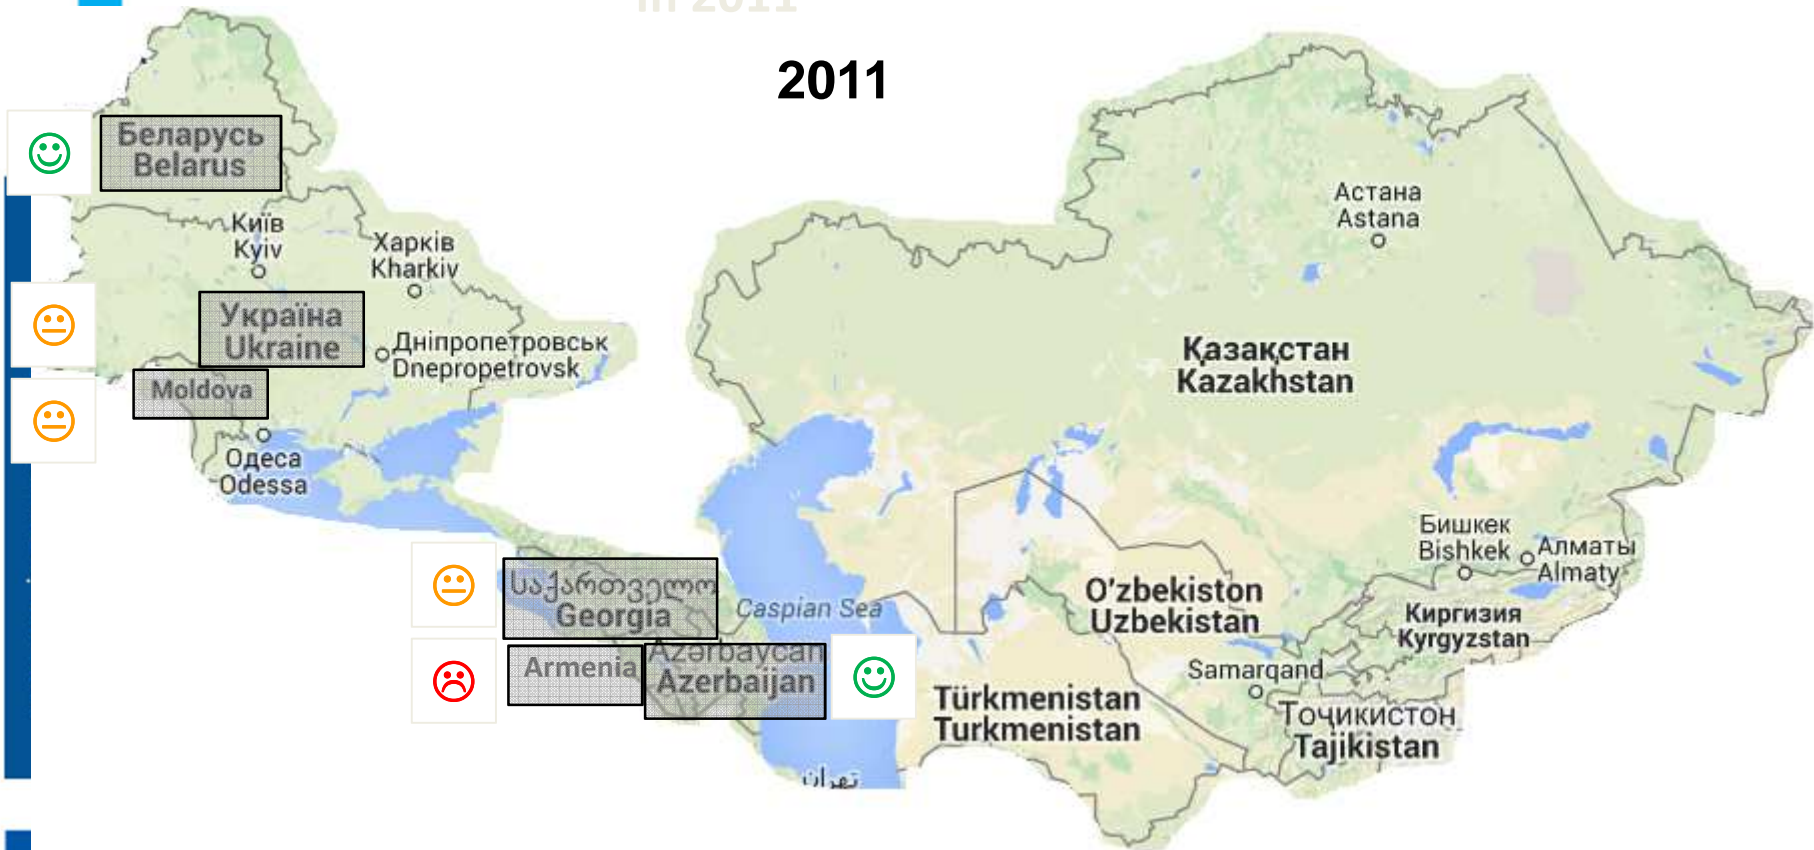 in 2011
2011
Беларусь
Belarus
Київ
Kyiv
Харків
Kharkiv
Україна
Ukraine
Дніпропетровськ
Dnepropetrovsk
Moldova
Одеса
Odessa
საქართველო
Georgia
Armenia
Azərbaycan
Azerbaijan
Caspian Sea
تهران
Астана
Astana
Қазақстан
Kazakhstan
Бишкек
Bishkek
Алматы
Almaty
O'zbekiston
Uzbekistan
Киргизия
Kyrgyzstan
Samarqand
Türkmenistan
Turkmenistan
Тоҷикистон
Tajikistan